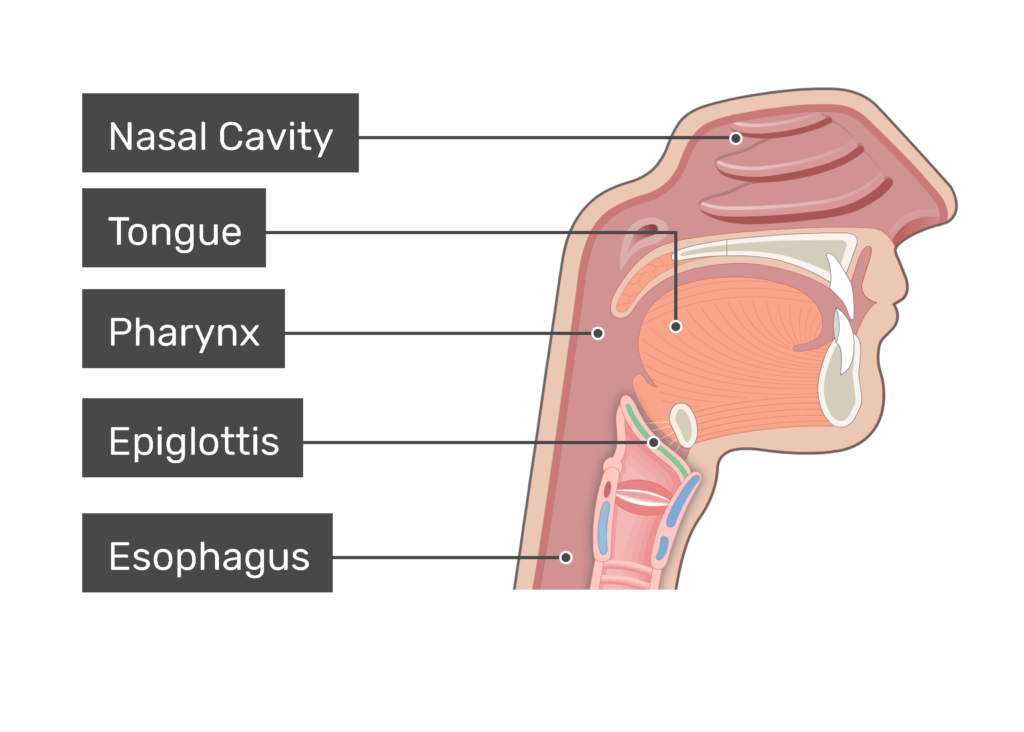 Nasal Cavity
Tongue
Pharynx
Epiglottis
Esophagus